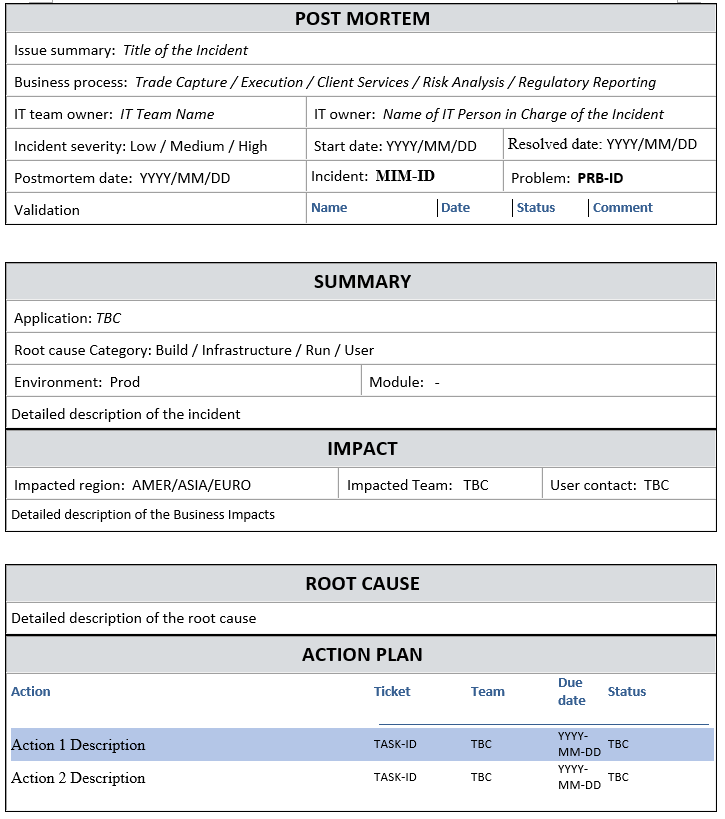 POST MORTEM
Issue summary: Title of the Incident
Business process: Trade Capture / Execution / Client Services / Risk Analysis / Regulatory Reporting
IT team owner: IT Team Name IT owner: Name of IT Person in Charge of the Incident
Incident severity: Low / Medium / High Start date: YYYY/MM/DD Resolved date: YYYY/MM/DD
Postmortem date: YYYY/MM/DD Incident: MIM-ID Problem: PRB-ID
Validation Name Date Status Comment
SUMMARY
Application: TBC
Root cause Category: Build / Infrastructure / Run / User
Environment: Prod Module: -
Detailed description of the incident
IMPACT
Impacted region: AMER/ASIA/EURO Impacted Team: TBC User contact: TBC
Detailed description of the Business Impacts
ROOT CAUSE
Detailed description of the root cause
ACTION PLAN
Action Ticket Team Due date Status
Action 1 Description TASK-ID TBC YYYY-MM-DD TBC
Action 2 Description TASK-ID TBC YYYY-MM-DD TBC